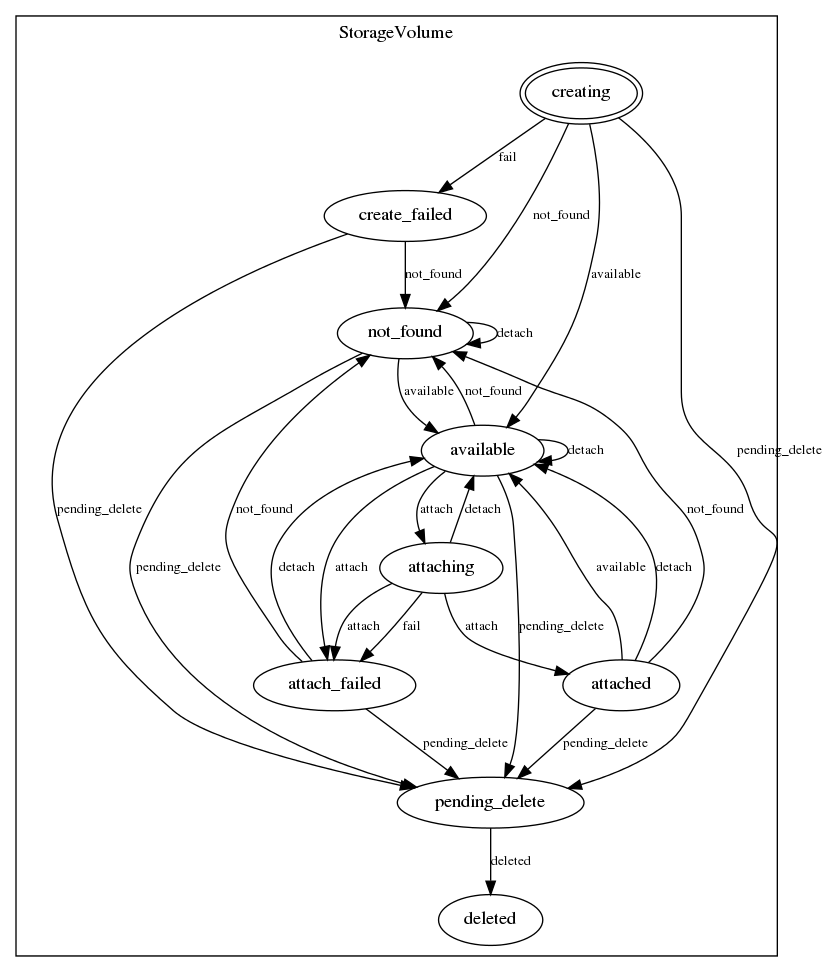 StorageVolume
creating
fail
create_failed
not_found
not_found
available
not_found
detach
available
not_found
available
detach
pending_delete
pending_delete
not_found
attach
detach
not_found
attaching
pending_delete
detach
attach
available
detach
attach
fail
attach
pending_delete
attach_failed
attached
pending_delete
pending_delete
pending_delete
deleted
deleted